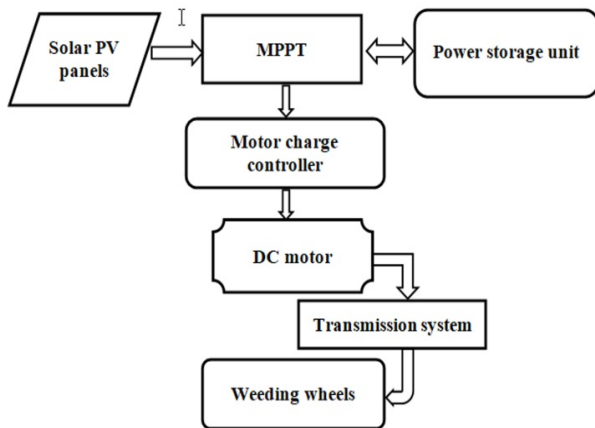 Solar PV
panels
MPPT
Power storage unit
Motor charge
controller
DC motor
Transmission system
Weeding wheels